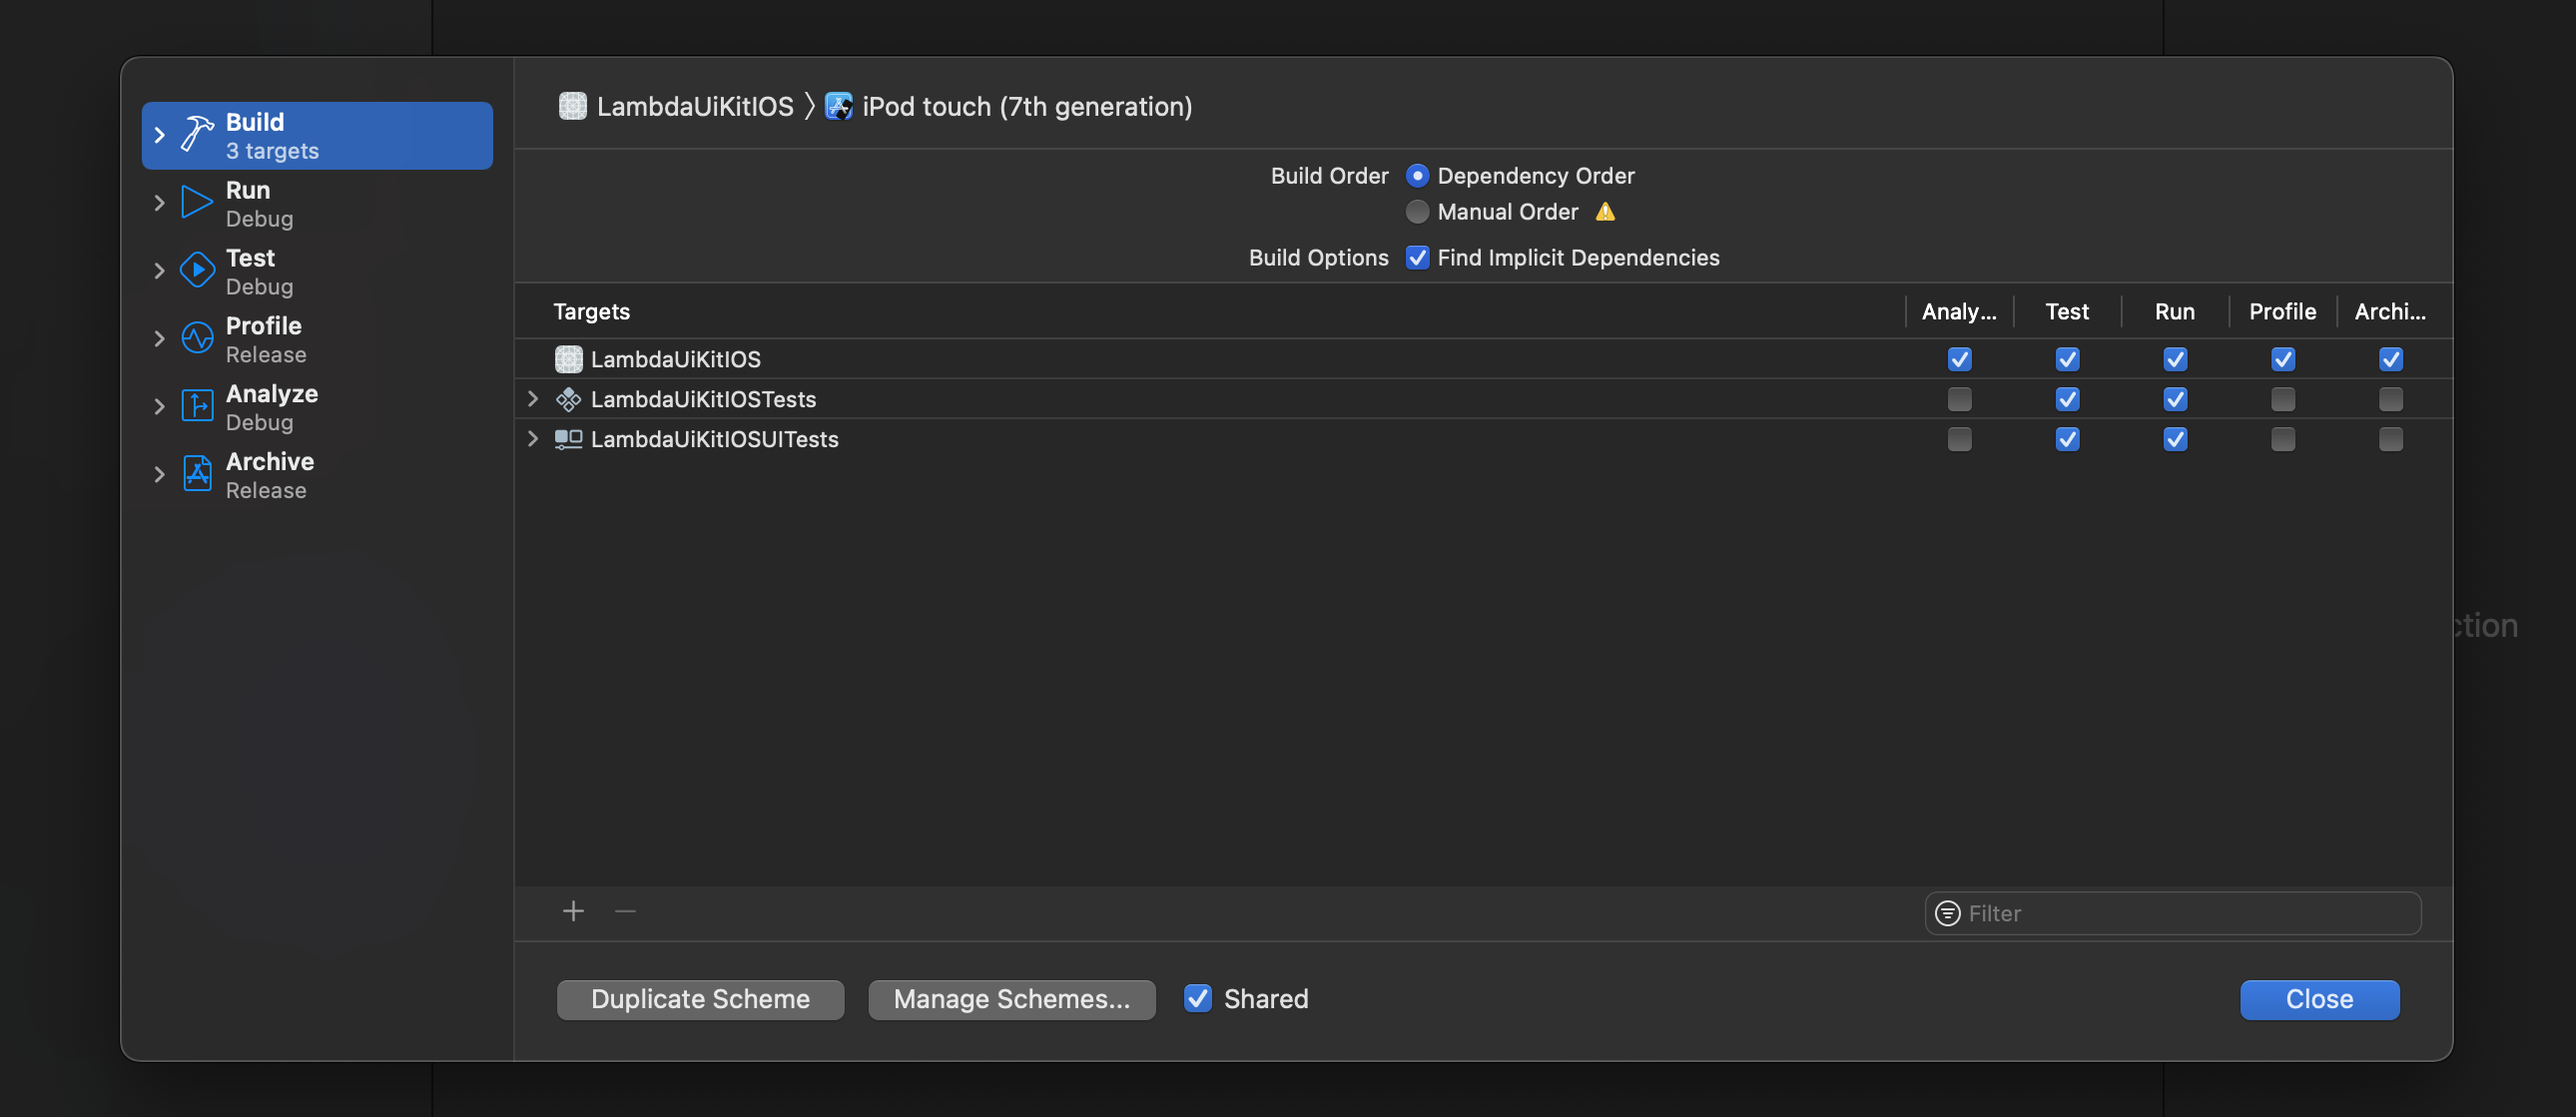 Build
3 targets
Run
Debug
Test
Debug
Profile
Release
Analyze
Debug
Archive
Release
LambdaUiKitIOS 〉 iPod touch (7th generation)
Build Order Dependency Order
Manual Order
Build Options Find Implicit Dependencies
Targets Analy... Test Run Profile Archi...
LambdaUiKitIOS
LambdaUiKitIOSTests
LambdaUiKitIOSUITests
ction
Filter
Duplicate Scheme Manage Schemes... Shared Close